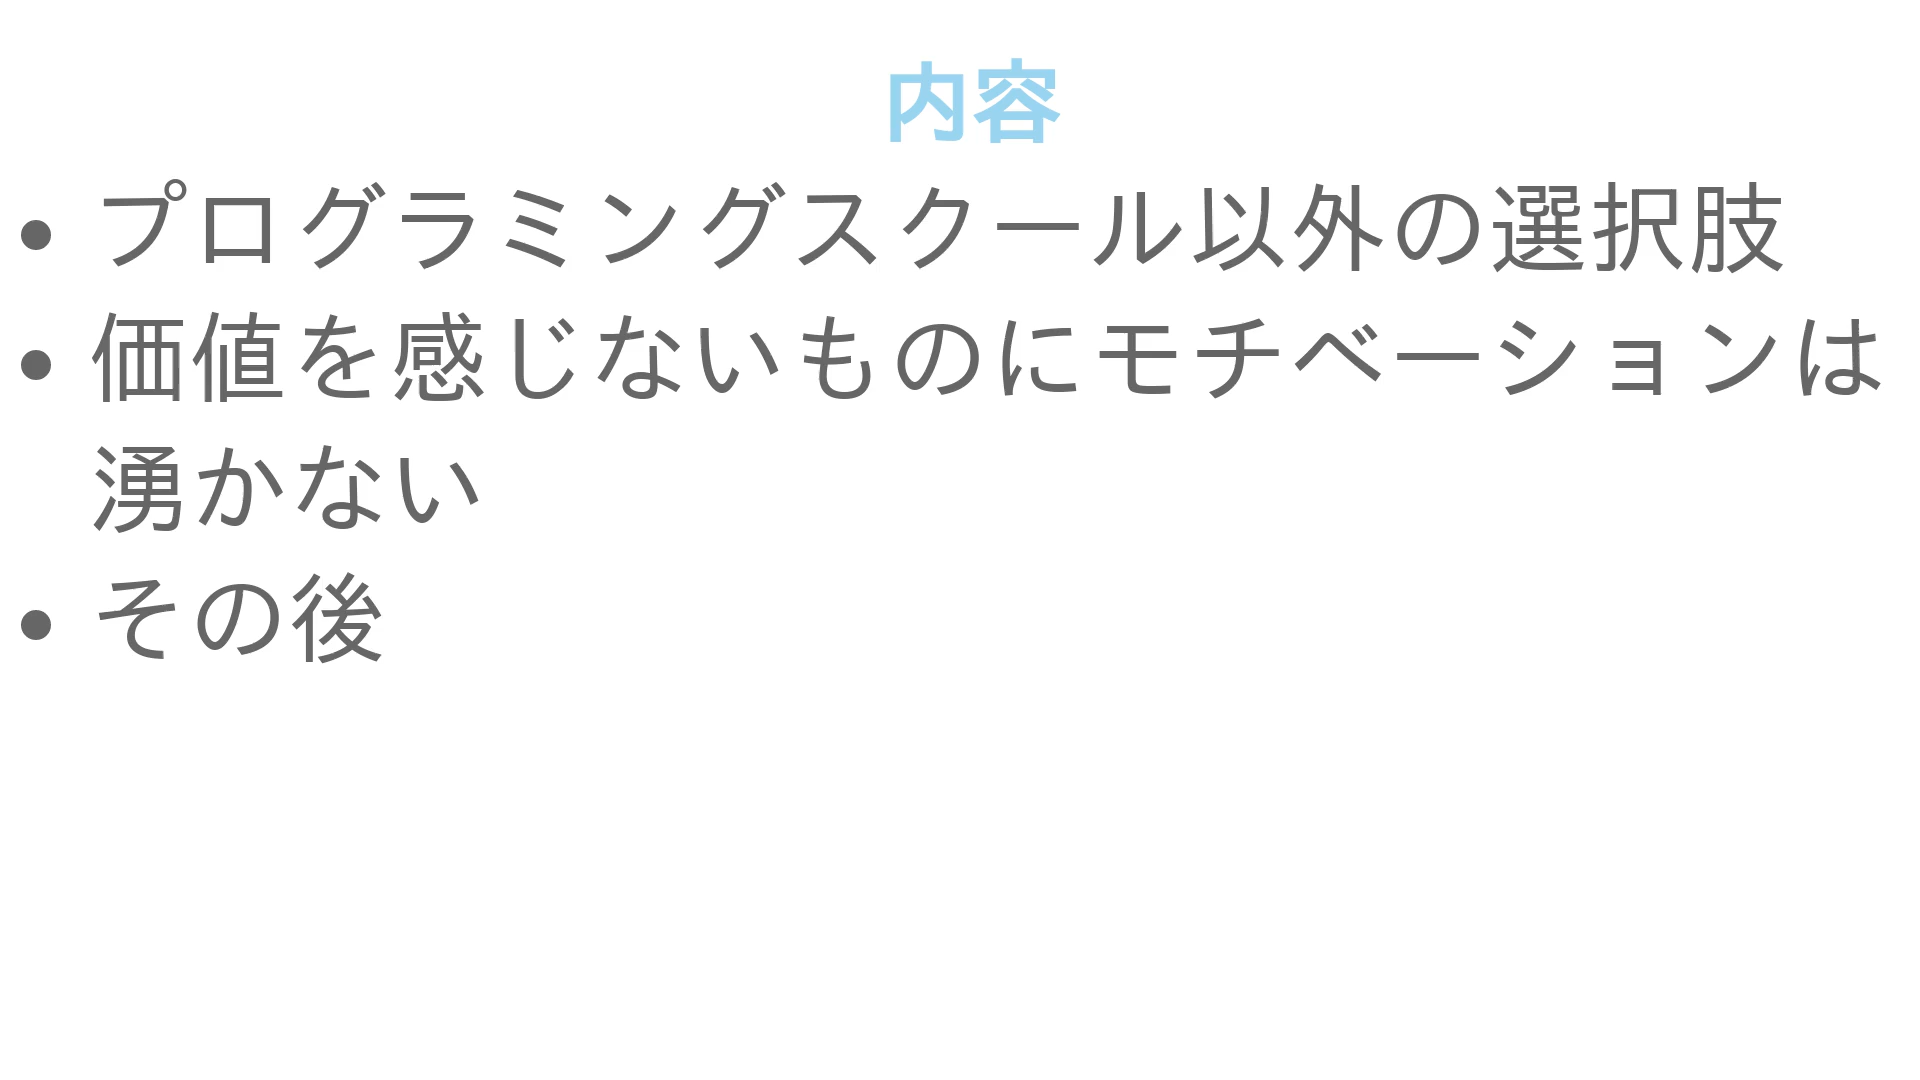 内容
• プログラミングスクール以外の選択肢
• 価値を感じないものにモチベーションは
湧かない
• その後